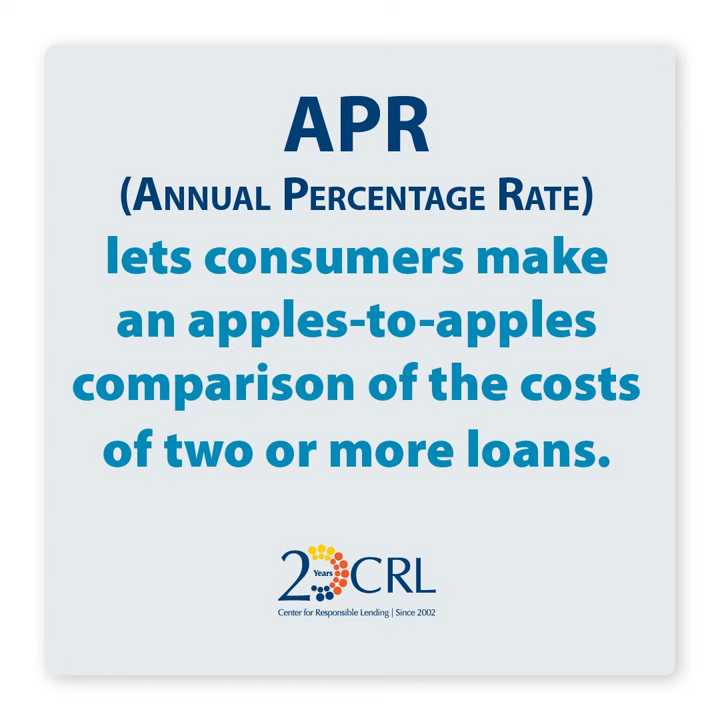 APR
(Annual Percentage Rate)
lets consumers make
an apples-to-apples
comparison of the costs
of two or more loans.
20 Years CRL
Center for Responsible Lending | Since 2002